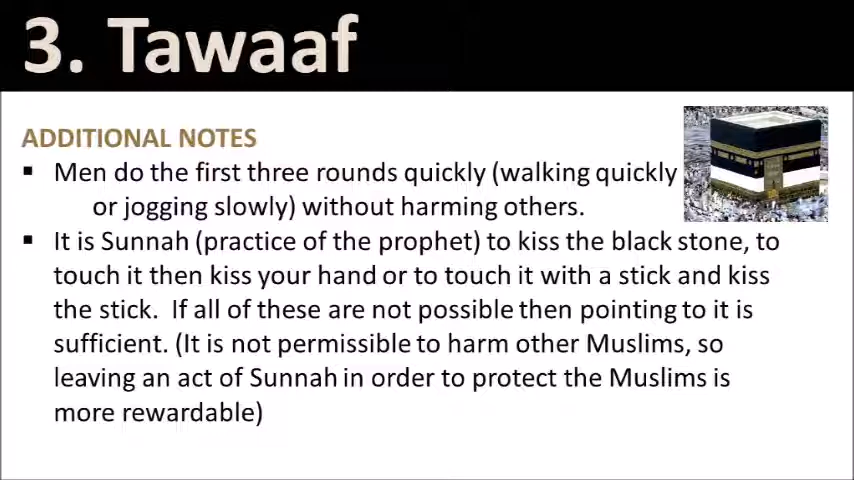 3. Tawaaf
ADDITIONAL NOTES
▪ Men do the first three rounds quickly (walking quickly
or jogging slowly) without harming others.
▪ It is Sunnah (practice of the prophet) to kiss the black stone, to
touch it then kiss your hand or to touch it with a stick and kiss
the stick.  If all of these are not possible then pointing to it is
sufficient. (It is not permissible to harm other Muslims, so
leaving an act of Sunnah in order to protect the Muslims is
more rewardable)